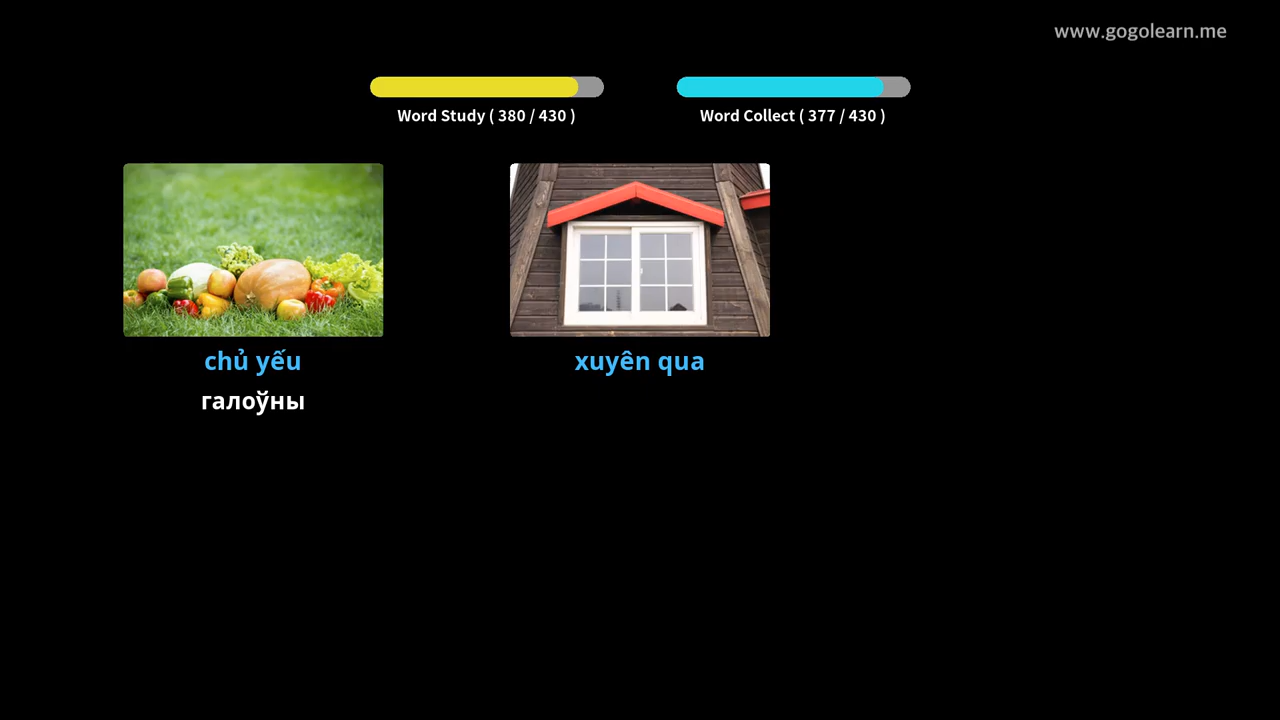 www.gogolearn.me
Word Study ( 380 / 430 )
Word Collect ( 377 / 430 )
chủ yếu
галоўны
xuyên qua